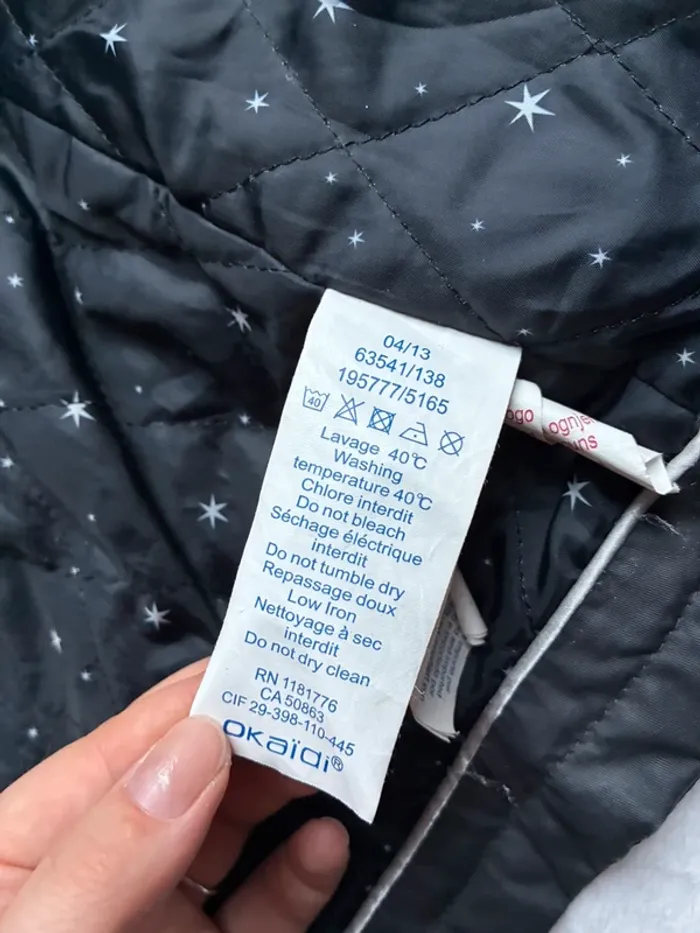 04/13
63541/138
195777/5165
40
Lavage 40°C
Washing
temperature 40°C
Chlore interdit
Do not bleach
Séchage électrique
interdit
Do not tumble dry
Repassage doux
Low Iron
Nettoyage à sec
interdit
Do not dry clean
RN 1181776
CA 50863
CIF 29-398-110-445
OKAÏDI®